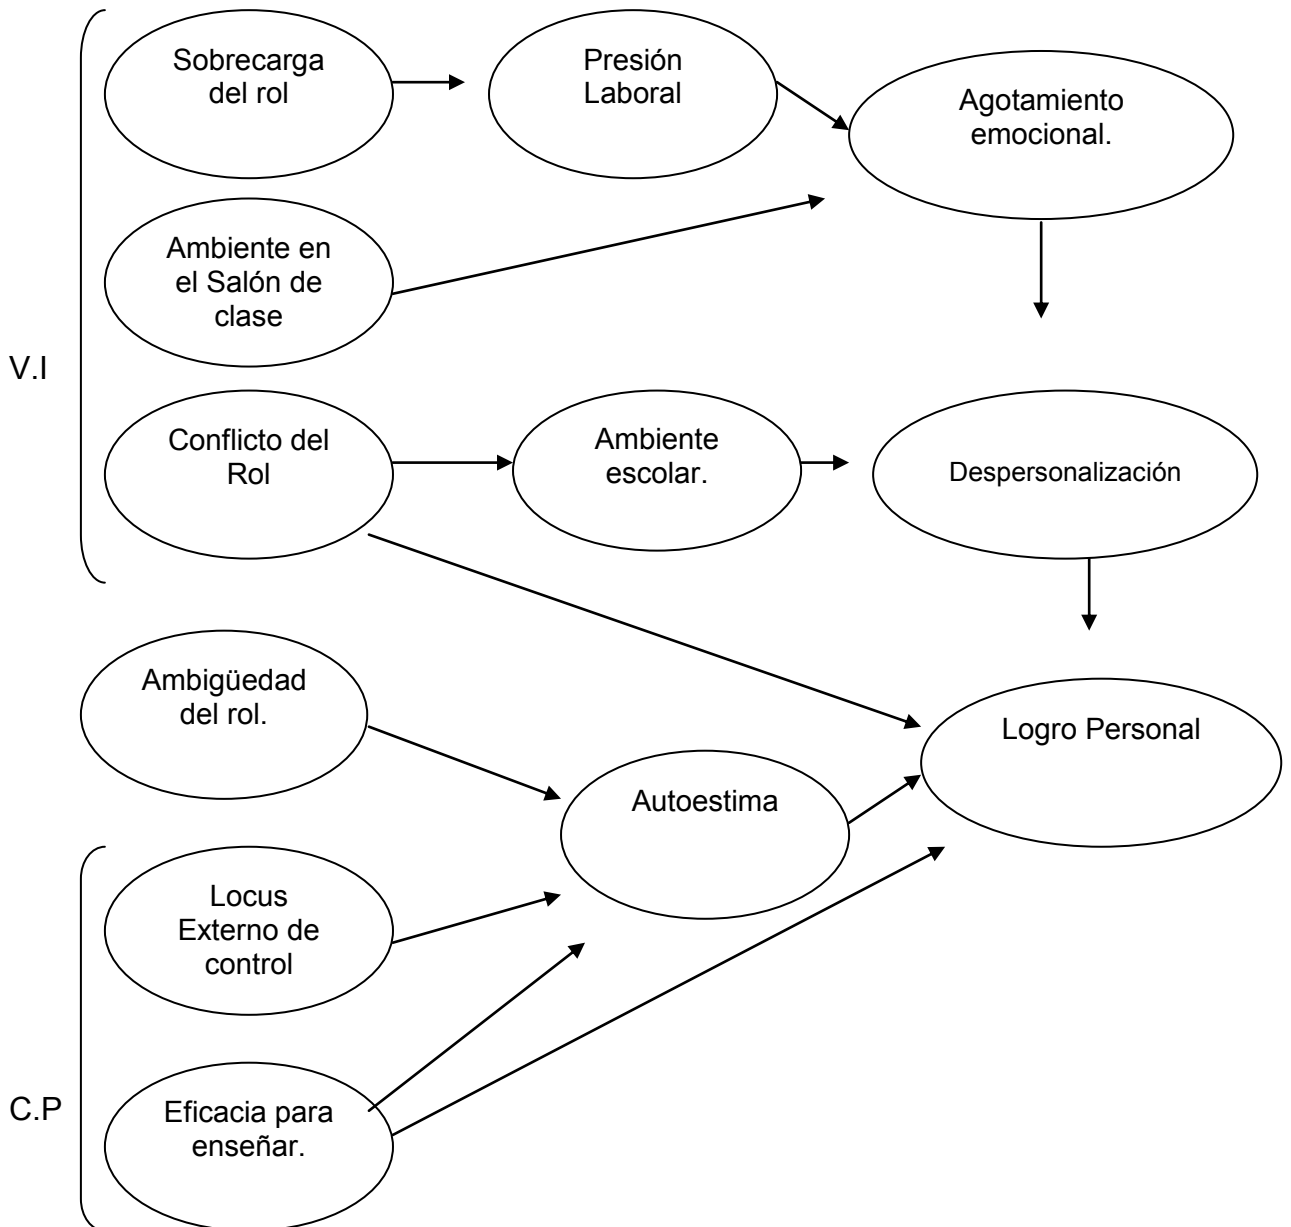 Sobrecarga
del rol
Presión
Laboral
Agotamiento
emocional.
Ambiente en
el Salón de
clase
V.I
Conflicto del
Rol
Ambiente
escolar.
Despersonalización
Ambigüedad
del rol.
Logro Personal
Autoestima
Locus
Externo de
control
C.P
Eficacia para
enseñar.